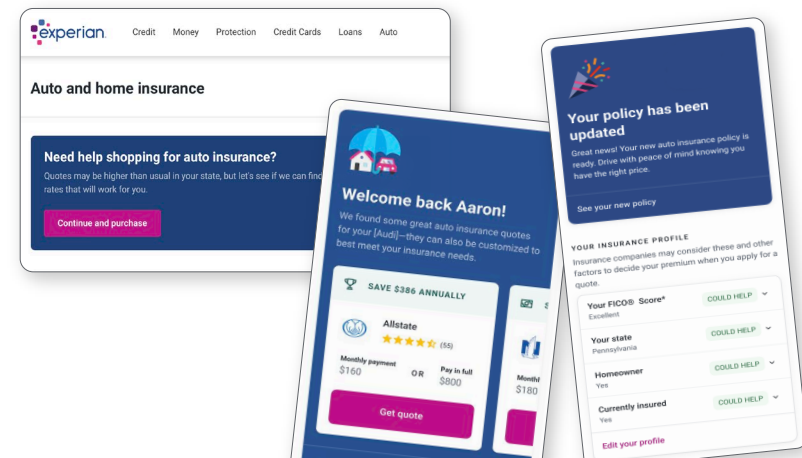 experian.
Credit
Money
Protection
Credit Cards
Loans
Auto
Auto and home insurance
Need help shopping for auto insurance?
Quotes may be higher than usual in your state, but let's see if we can find
rates that will work for you.
Continue and purchase
Welcome back Aaron!
We found some great auto insurance quotes
for your [Audi]—they can also be customized to
best meet your insurance needs.
SAVE $386 ANNUALLY
Allstate
(55)
Monthly payment
$160
OR
Pay in full
$800
Get quote
$180
Your policy has been
updated
Great news! Your new auto insurance policy is
ready. Drive with peace of mind knowing you
have the right price.
See your new policy
YOUR INSURANCE PROFILE
Insurance companies may consider these and other
factors to decide your premium when you apply for a
quote.
Your FICO® Score*
Excellent
COULD HELP
Your state
Pennsylvania
COULD HELP
Homeowner
Yes
COULD HELP
Currently insured
Yes
COULD HELP
Edit your profile